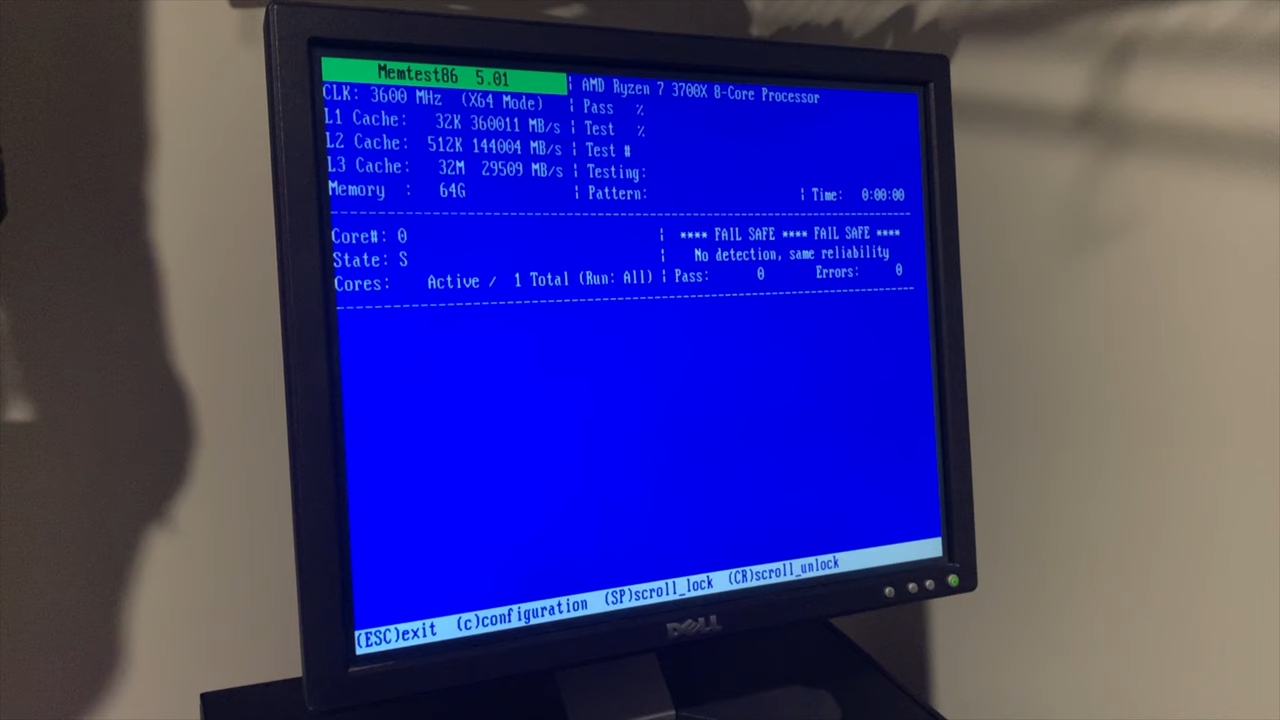 Memtest86 5.01 | AMD Ryzen 7 3700X 8-Core Processor
CLK: 3600 MHz (X64 Mode) | Pass %
L1 Cache: 32K 360011 MB/s | Test %
L2 Cache: 512K 144004 MB/s | Test #
L3 Cache: 32M 29509 MB/s | Testing:
Memory : 64G | Pattern: | Time: 0:00:00
Core#: 0 | **** FAIL SAFE **** FAIL SAFE ****
State: S | No detection, same reliability
Cores: Active / 1 Total (Run: All) | Pass: 0 Errors: 0
(ESC)exit (c)configuration (SP)scroll_lock (CR)scroll_unlock
DELL